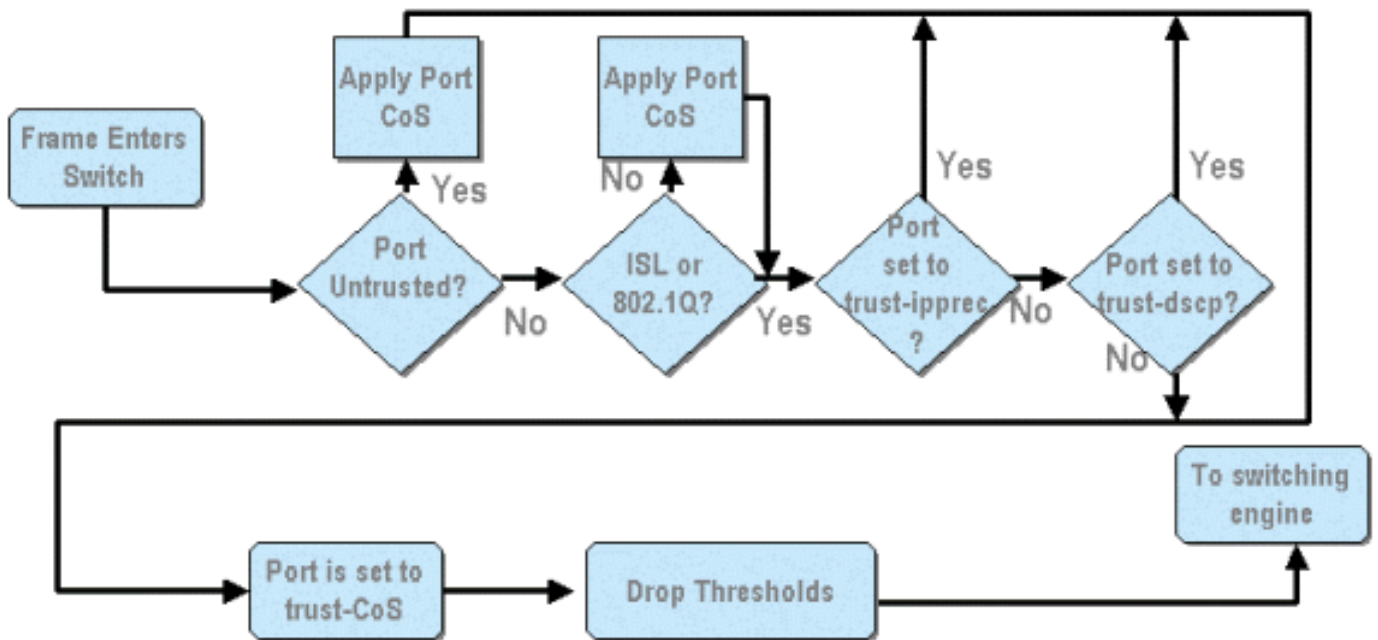 Frame Enters
Switch
Apply Port
CoS
Yes
Port
Untrusted?
No
Apply Port
CoS
No
ISL or
802.1Q?
Yes
Port
set to
trust-ipprec
?
Yes
No
Port set to
trust-dscp?
Yes
No
Port is set to
trust-CoS
Drop Thresholds
To switching
engine